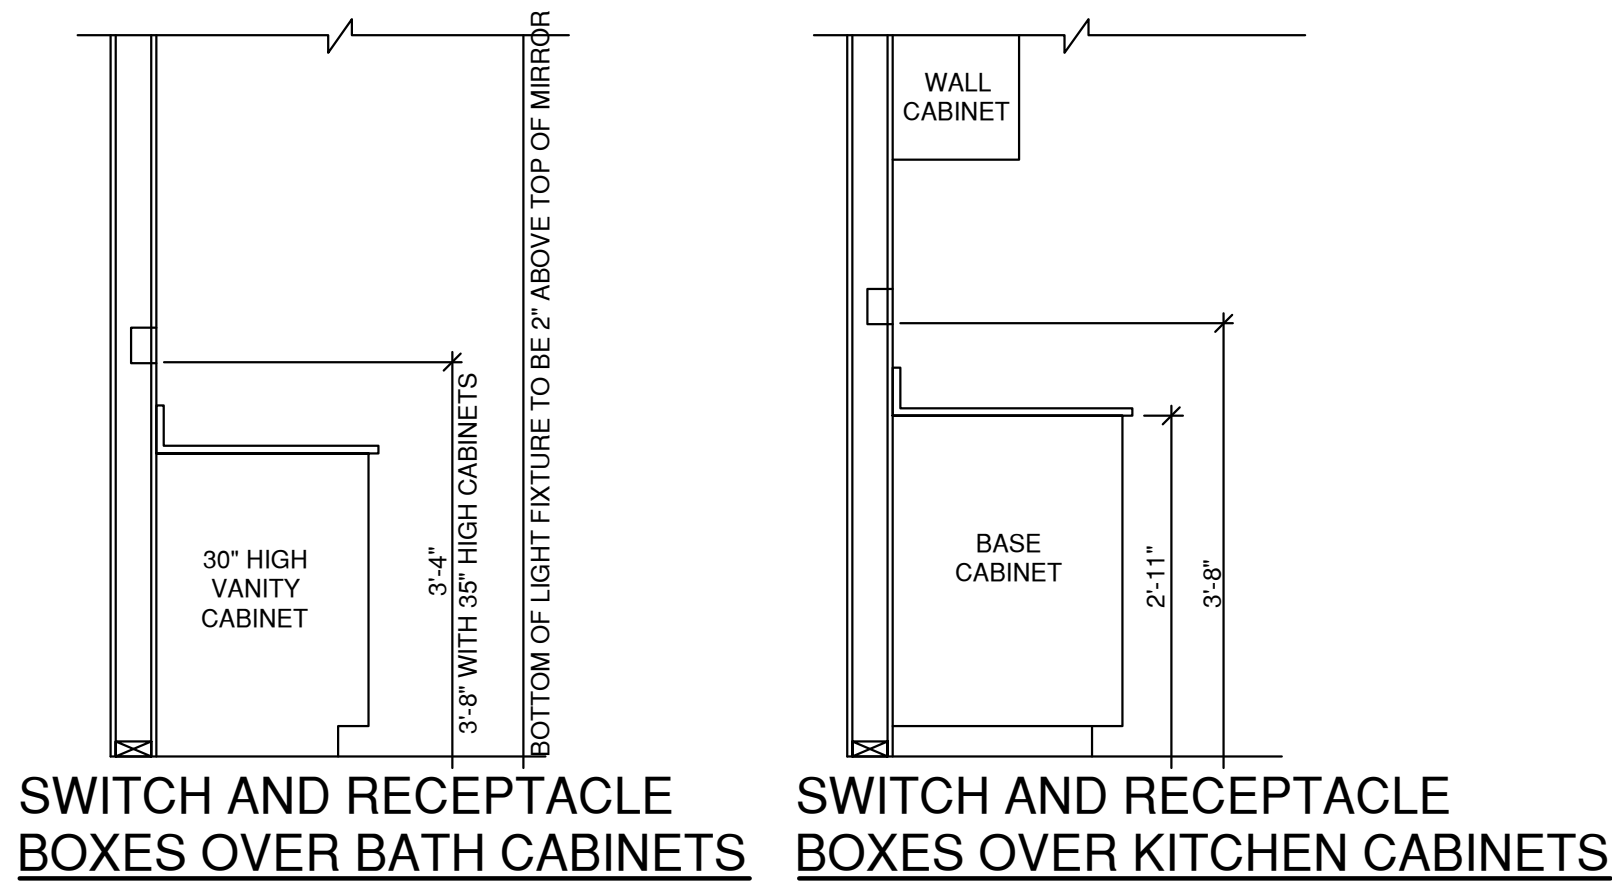 30" HIGH
VANITY
CABINET
3'-4"
3'-8" WITH 35" HIGH CABINETS
BOTTOM OF LIGHT FIXTURE TO BE 2" ABOVE TOP OF MIRROR
SWITCH AND RECEPTACLE
BOXES OVER BATH CABINETS
WALL
CABINET
BASE
CABINET
2'-11"
3'-8"
SWITCH AND RECEPTACLE
BOXES OVER KITCHEN CABINETS